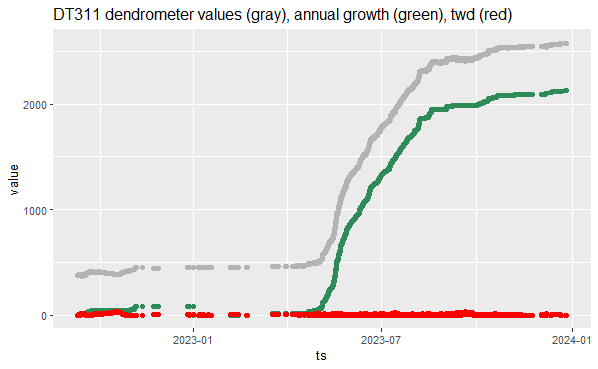 DT311 dendrometer values (gray), annual growth (green), twd (red)
2000
1000
0
value
2023-01
2023-07
2024-01
ts